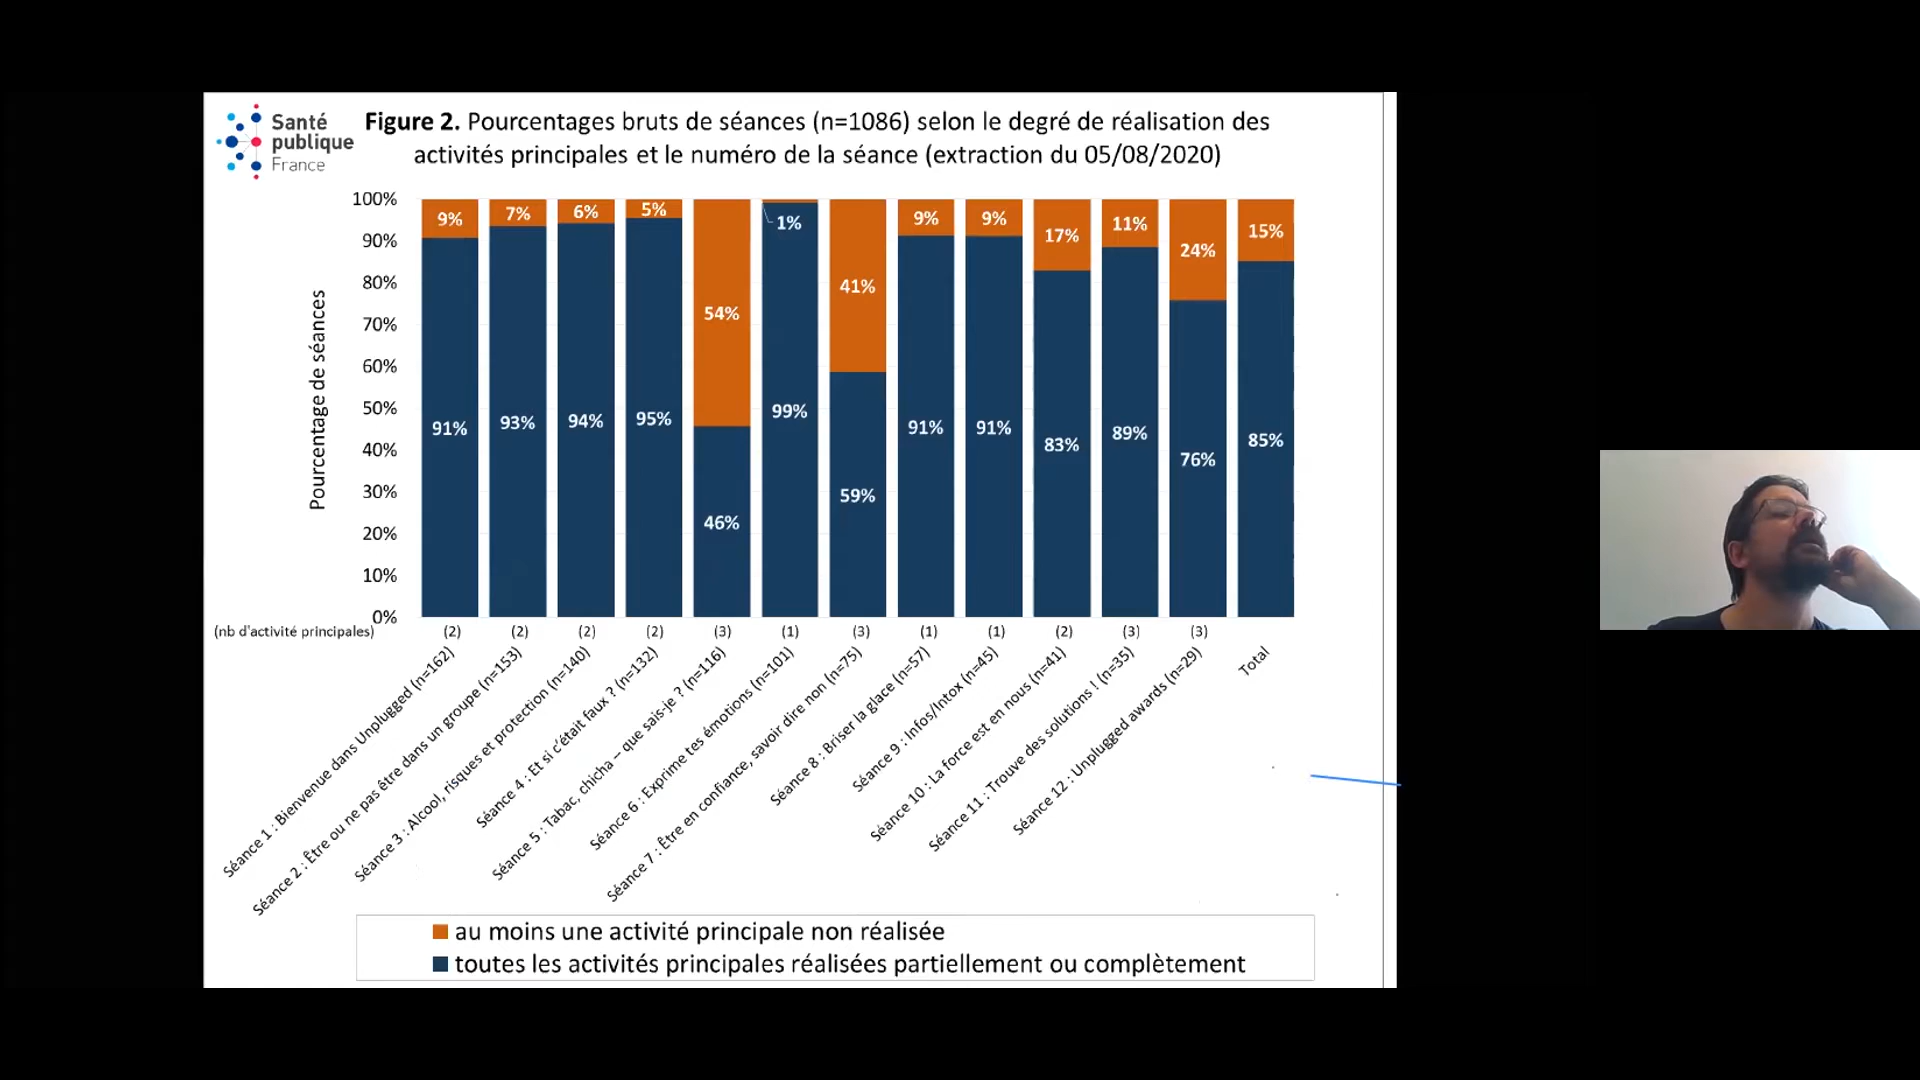 Santé
publique
France
Figure 2. Pourcentages bruts de séances (n=1086) selon le degré de réalisation des
activités principales et le numéro de la séance (extraction du 05/08/2020)
Pourcentage de séances
100%
90%
80%
70%
60%
50%
40%
30%
20%
10%
0%
9% 7% 6% 5% 54% 1% 41% 9% 9% 17% 11% 24% 15%
91% 93% 94% 95% 46% 99% 59% 91% 91% 83% 89% 76% 85%
(nb d'activité principales) (2) (2) (2) (2) (3) (1) (3) (1) (1) (2) (3) (3)
Séance 1 : Bienvenue dans Unplugged (n=162)
Séance 2 : Être ou ne pas être dans un groupe (n=153)
Séance 3 : Alcool, risques et protection (n=140)
Séance 4 : Et si c'était faux ? (n=132)
Séance 5 : Tabac, chicha – que sais-je ? (n=116)
Séance 6 : Exprime tes émotions (n=101)
Séance 7 : Être en confiance, savoir dire non (n=75)
Séance 8 : Briser la glace (n=57)
Séance 9 : Infos/Intox (n=45)
Séance 10 : La force est en nous (n=41)
Séance 11 : Trouve des solutions ! (n=35)
Séance 12 : Unplugged awards (n=29)
Total
au moins une activité principale non réalisée
toutes les activités principales réalisées partiellement ou complètement